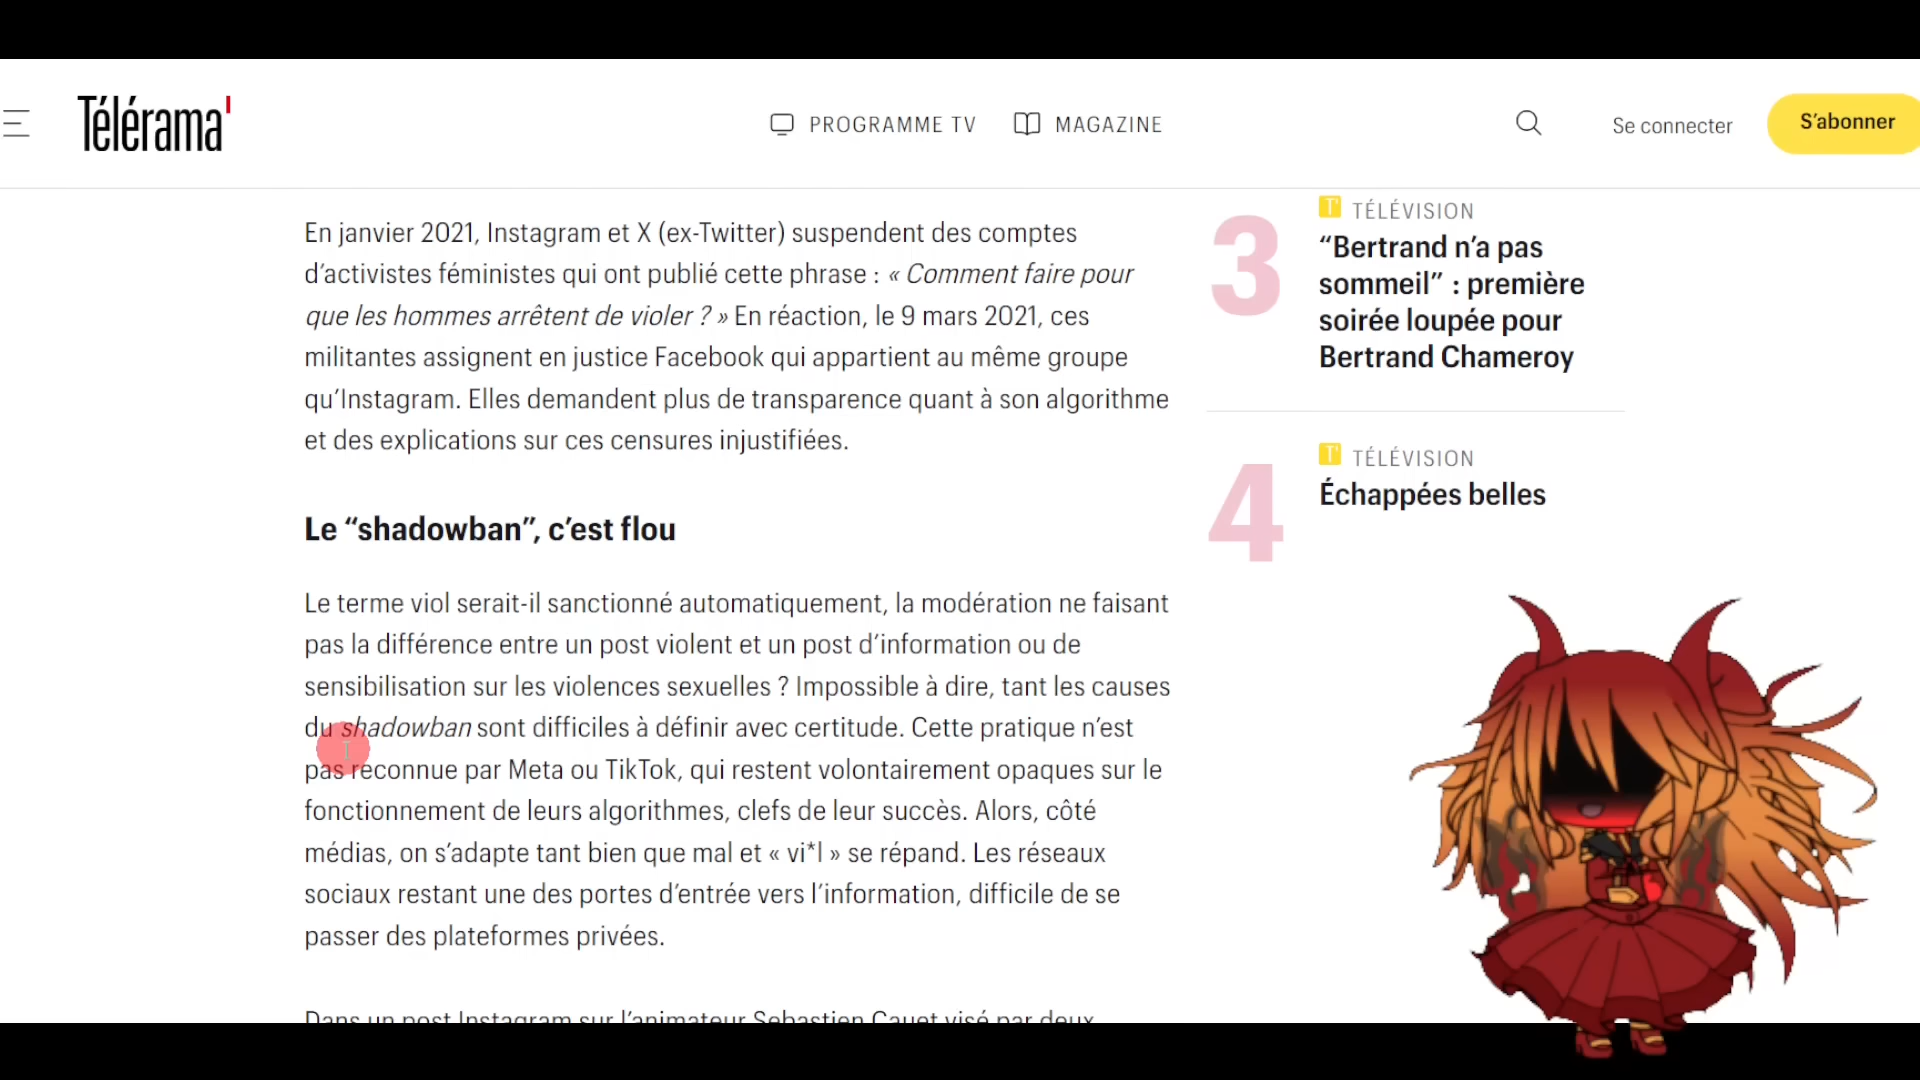 Télérama'
PROGRAMME TV
MAGAZINE
Se connecter
S'abonner
En janvier 2021, Instagram et X (ex-Twitter) suspendent des comptes
d'activistes féministes qui ont publié cette phrase : « Comment faire pour
que les hommes arrêtent de violer ? » En réaction, le 9 mars 2021, ces
militantes assignent en justice Facebook qui appartient au même groupe
qu'Instagram. Elles demandent plus de transparence quant à son algorithme
et des explications sur ces censures injustifiées.
Le “shadowban”, c'est flou
Le terme viol serait-il sanctionné automatiquement, la modération ne faisant
pas la différence entre un post violent et un post d'information ou de
sensibilisation sur les violences sexuelles ? Impossible à dire, tant les causes
du shadowban sont difficiles à définir avec certitude. Cette pratique n'est
pas reconnue par Meta ou TikTok, qui restent volontairement opaques sur le
fonctionnement de leurs algorithmes, clefs de leur succès. Alors, côté
médias, on s'adapte tant bien que mal et « vi*l » se répand. Les réseaux
sociaux restant une des portes d'entrée vers l'information, difficile de se
passer des plateformes privées.
Dans un post Instagram sur l'animateur Sebastien Cauet visé par deux
3
T TÉLÉVISION
“Bertrand n'a pas
sommeil” : première
soirée loupée pour
Bertrand Chameroy
4
T TÉLÉVISION
Échappées belles